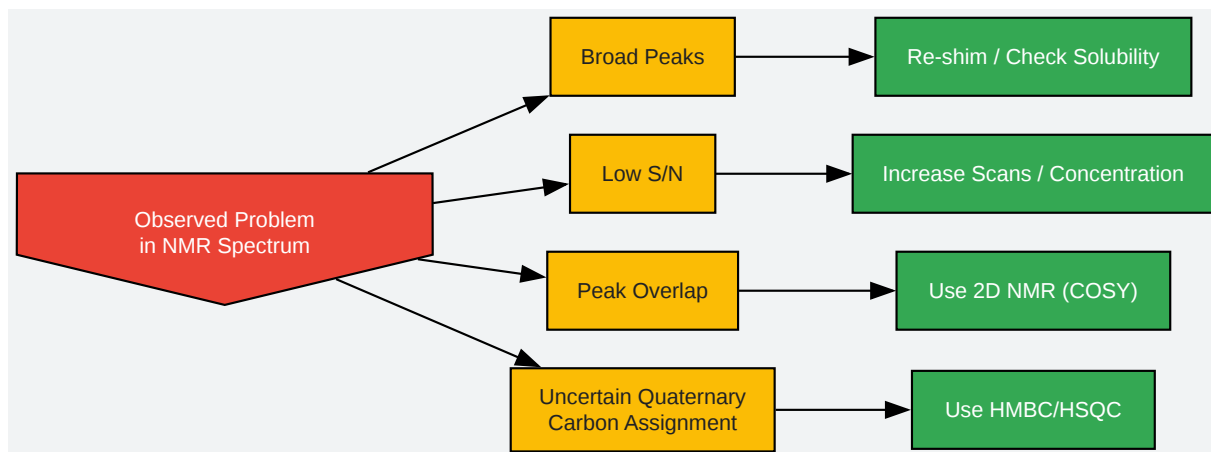 Observed Problem
in NMR Spectrum
Broad Peaks
Re-shim / Check Solubility
Low S/N
Increase Scans / Concentration
Peak Overlap
Use 2D NMR (COSY)
Uncertain Quaternary
Carbon Assignment
Use HMBC/HSQC